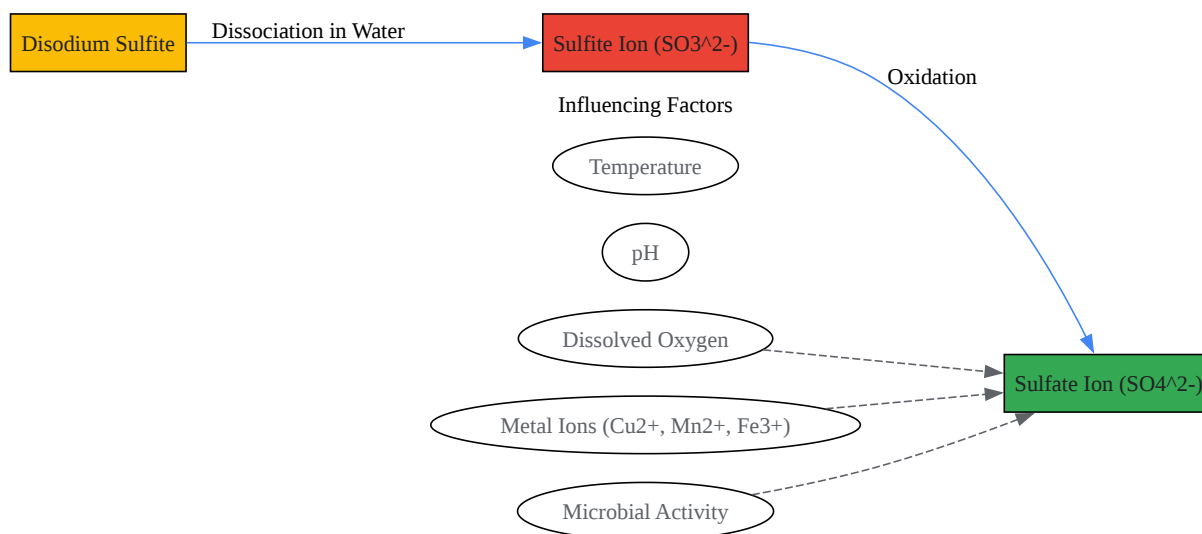 Disodium Sulfite
Dissociation in Water
Sulfite Ion (SO3^2-)
Oxidation
Influencing Factors
Temperature
pH
Dissolved Oxygen
Sulfate Ion (SO4^2-)
Metal Ions (Cu2+, Mn2+, Fe3+)
Microbial Activity